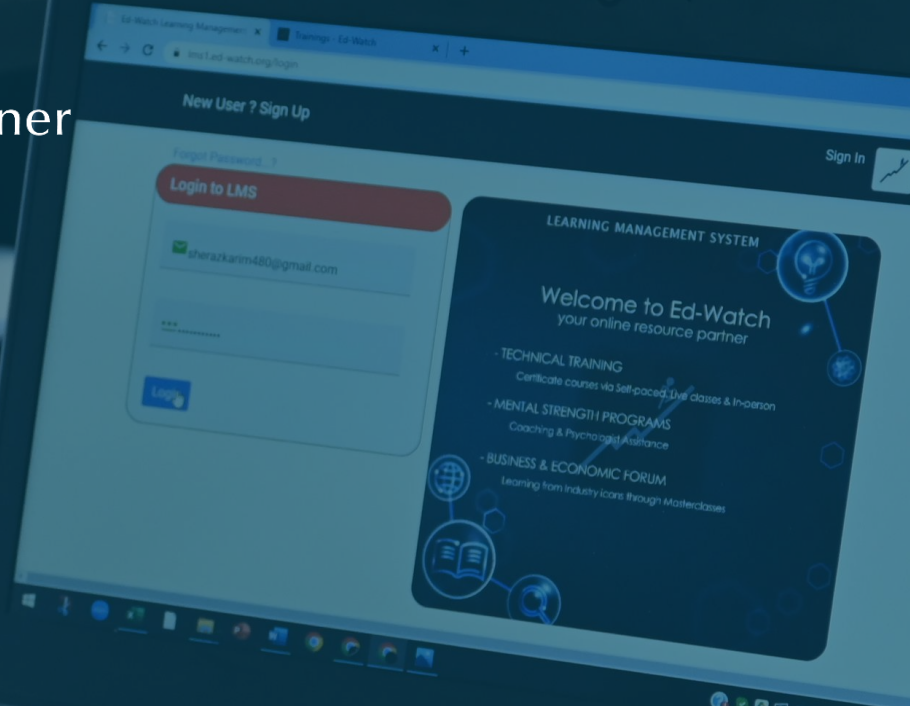 Ed-Watch Learning Management
Trainings - Ed-Watch
lms1.ed-watch.org/login
ner
New User ? Sign Up
Sign In
Forgot Password...?
Login to LMS
sherazkarim480@gmail.com
Login
LEARNING MANAGEMENT SYSTEM
Welcome to Ed-Watch
your online resource partner
- TECHNICAL TRAINING
Certificate courses via Self-paced, Live classes & In-person
- MENTAL STRENGTH PROGRAMS
Coaching & Psychologist Assistance
- BUSINESS & ECONOMIC FORUM
Learning from Industry icons through Masterclasses